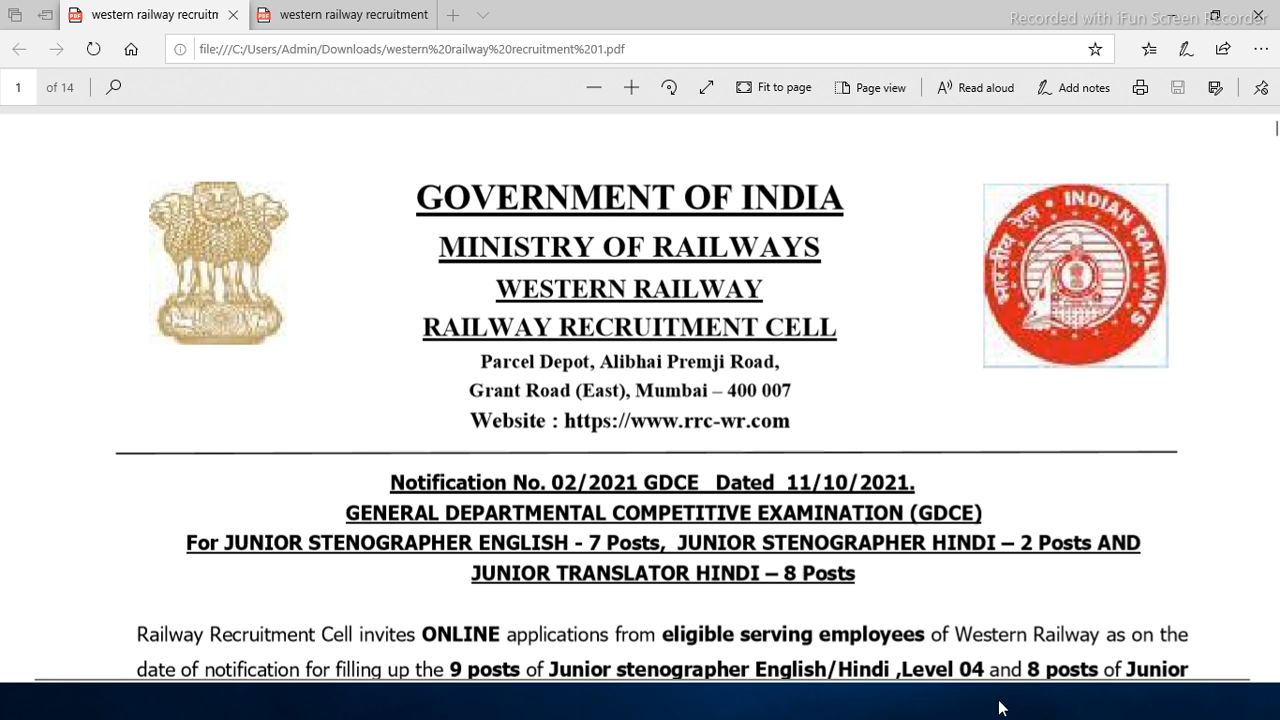 western railway recruitm
western railway recruitment
Recorded with iFun Screen Recorder
file:///C:/Users/Admin/Downloads/western%20railway%20recruitment%201.pdf
1 of 14
Fit to page
Page view
Read aloud
Add notes
GOVERNMENT OF INDIA
MINISTRY OF RAILWAYS
WESTERN RAILWAY
RAILWAY RECRUITMENT CELL
Parcel Depot, Alibhai Premji Road,
Grant Road (East), Mumbai – 400 007
Website : https://www.rrc-wr.com
भारतीय रेल • INDIAN RAILWAYS
Notification No. 02/2021 GDCE Dated 11/10/2021.
GENERAL DEPARTMENTAL COMPETITIVE EXAMINATION (GDCE)
For JUNIOR STENOGRAPHER ENGLISH - 7 Posts, JUNIOR STENOGRAPHER HINDI – 2 Posts AND
JUNIOR TRANSLATOR HINDI – 8 Posts
Railway Recruitment Cell invites ONLINE applications from eligible serving employees of Western Railway as on the
date of notification for filling up the 9 posts of Junior stenographer English/Hindi ,Level 04 and 8 posts of Junior